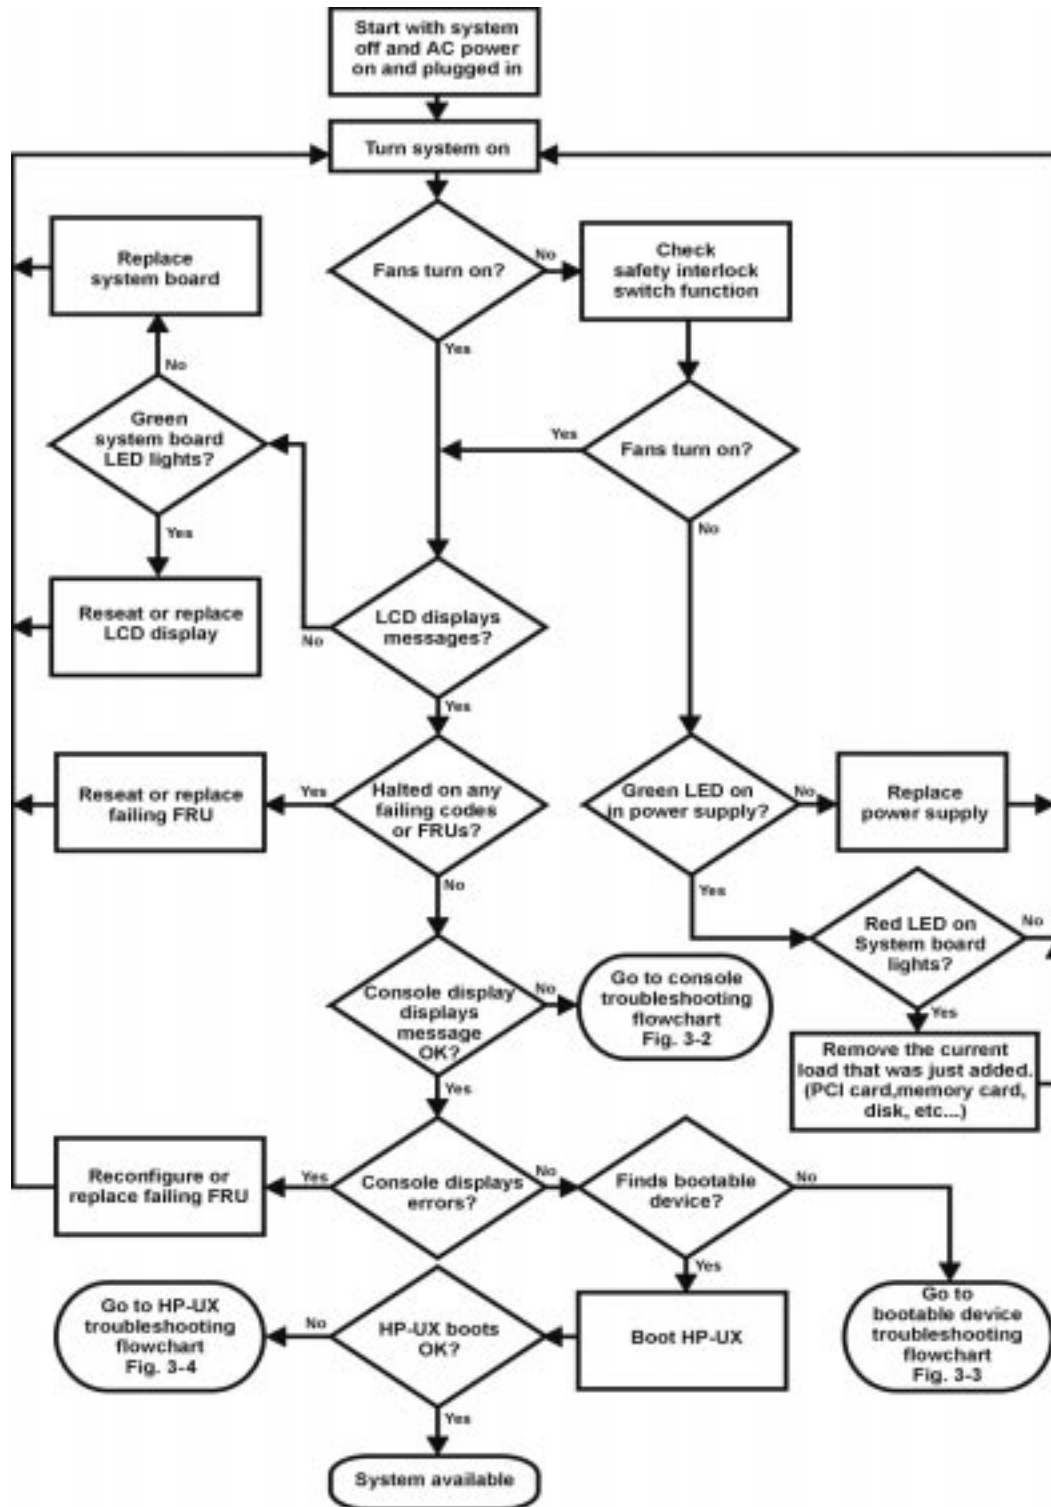 Start with system
off and AC power
on and plugged in
Turn system on
Fans turn on?
No
Check
safety interlock
switch function
Yes
Replace
system board
No
Green
system board
LED lights?
Yes
Fans turn on?
Yes
No
Reseat or replace
LCD display
No
LCD displays
messages?
Yes
Reseat or replace
failing FRU
Yes
Halted on any
failing codes
or FRUs?
No
Green LED on
in power supply?
No
Replace
power supply
Yes
Red LED on
System board
lights?
No
Yes
Console display
displays
message
OK?
No
Go to console
troubleshooting
flowchart
Fig. 3-2
Yes
Remove the current
load that was just added.
(PCI card,memory card,
disk, etc...)
Reconfigure or
replace failing FRU
Yes
Console displays
errors?
No
Finds bootable
device?
No
Yes
Go to HP-UX
troubleshooting
flowchart
Fig. 3-4
No
HP-UX boots
OK?
Boot HP-UX
Go to
bootable device
troubleshooting
flowchart
Fig. 3-3
Yes
System available